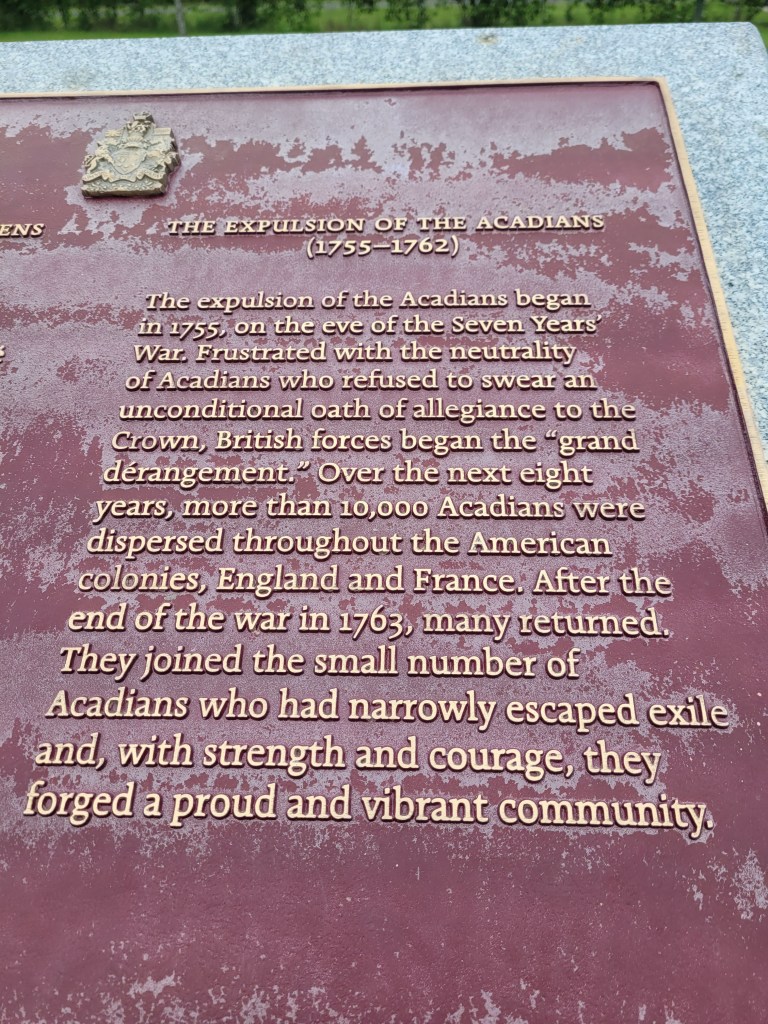 ENS
THE EXPULSION OF THE ACADIANS
(1755–1762)
The expulsion of the Acadians began
in 1755, on the eve of the Seven Years'
War. Frustrated with the neutrality
of Acadians who refused to swear an
unconditional oath of allegiance to the
Crown, British forces began the "grand
dérangement." Over the next eight
years, more than 10,000 Acadians were
dispersed throughout the American
colonies, England and France. After the
end of the war in 1763, many returned.
They joined the small number of
Acadians who had narrowly escaped exile
and, with strength and courage, they
forged a proud and vibrant community.